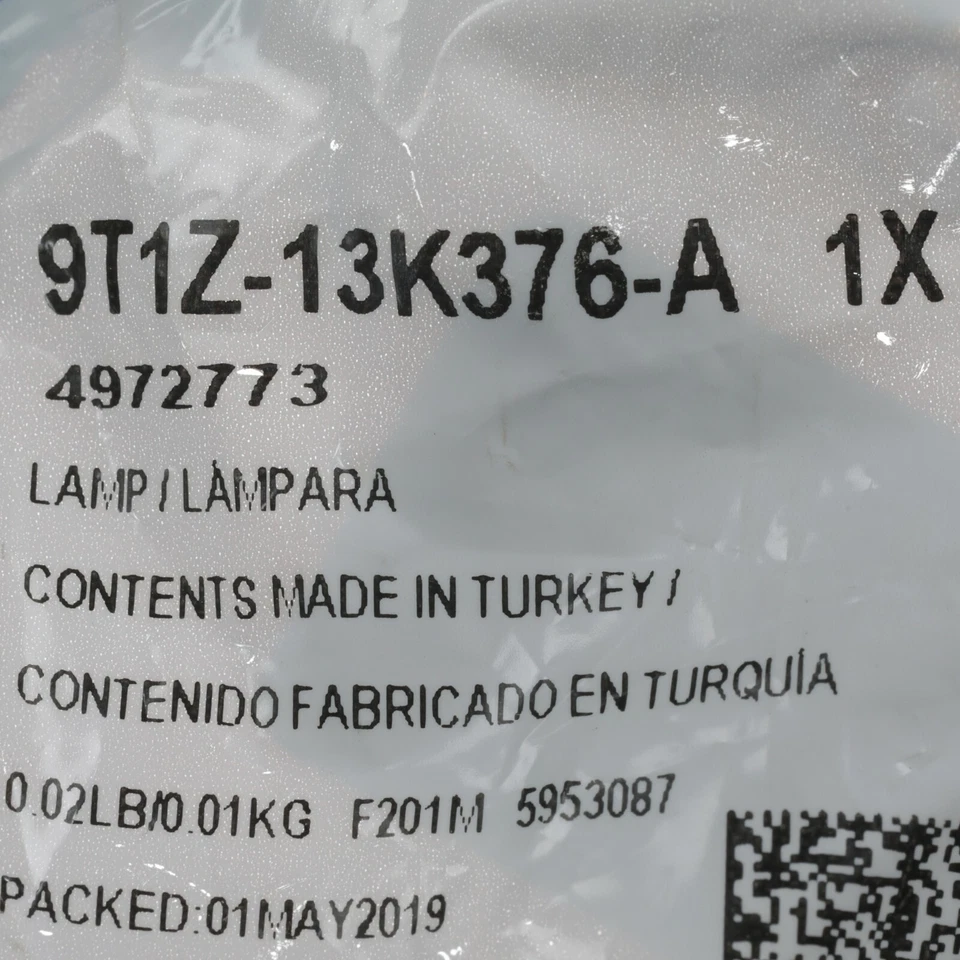 9T1Z-13K376-A 1X
4972773
LAMP / LÁMPARA
CONTENTS MADE IN TURKEY /
CONTENIDO FABRICADO EN TURQUÍA
0.02LB/0.01KG F201M 5953087
PACKED:01MAY2019